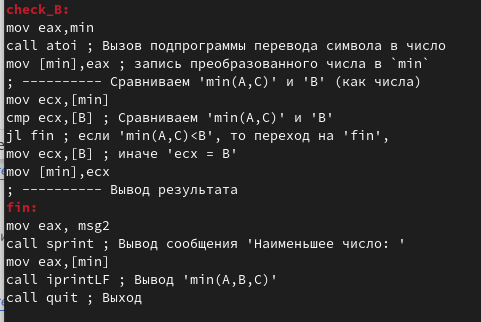 check_B:
mov eax,min
call atoi ; Вызов подпрограммы перевода символа в число
mov [min],eax ; запись преобразованного числа в `min`
; ---------- Сравниваем 'min(A,C)' и 'B' (как числа)
mov ecx,[min]
cmp ecx,[B] ; Сравниваем 'min(A,C)' и 'B'
jl fin ; если 'min(A,C)<B', то переход на 'fin',
mov ecx,[B] ; иначе 'ecx = B'
mov [min],ecx
; ---------- Вывод результата
fin:
mov eax, msg2
call sprint ; Вывод сообщения 'Наименьшее число: '
mov eax,[min]
call iprintLF ; Вывод 'min(A,B,C)'
call quit ; Выход